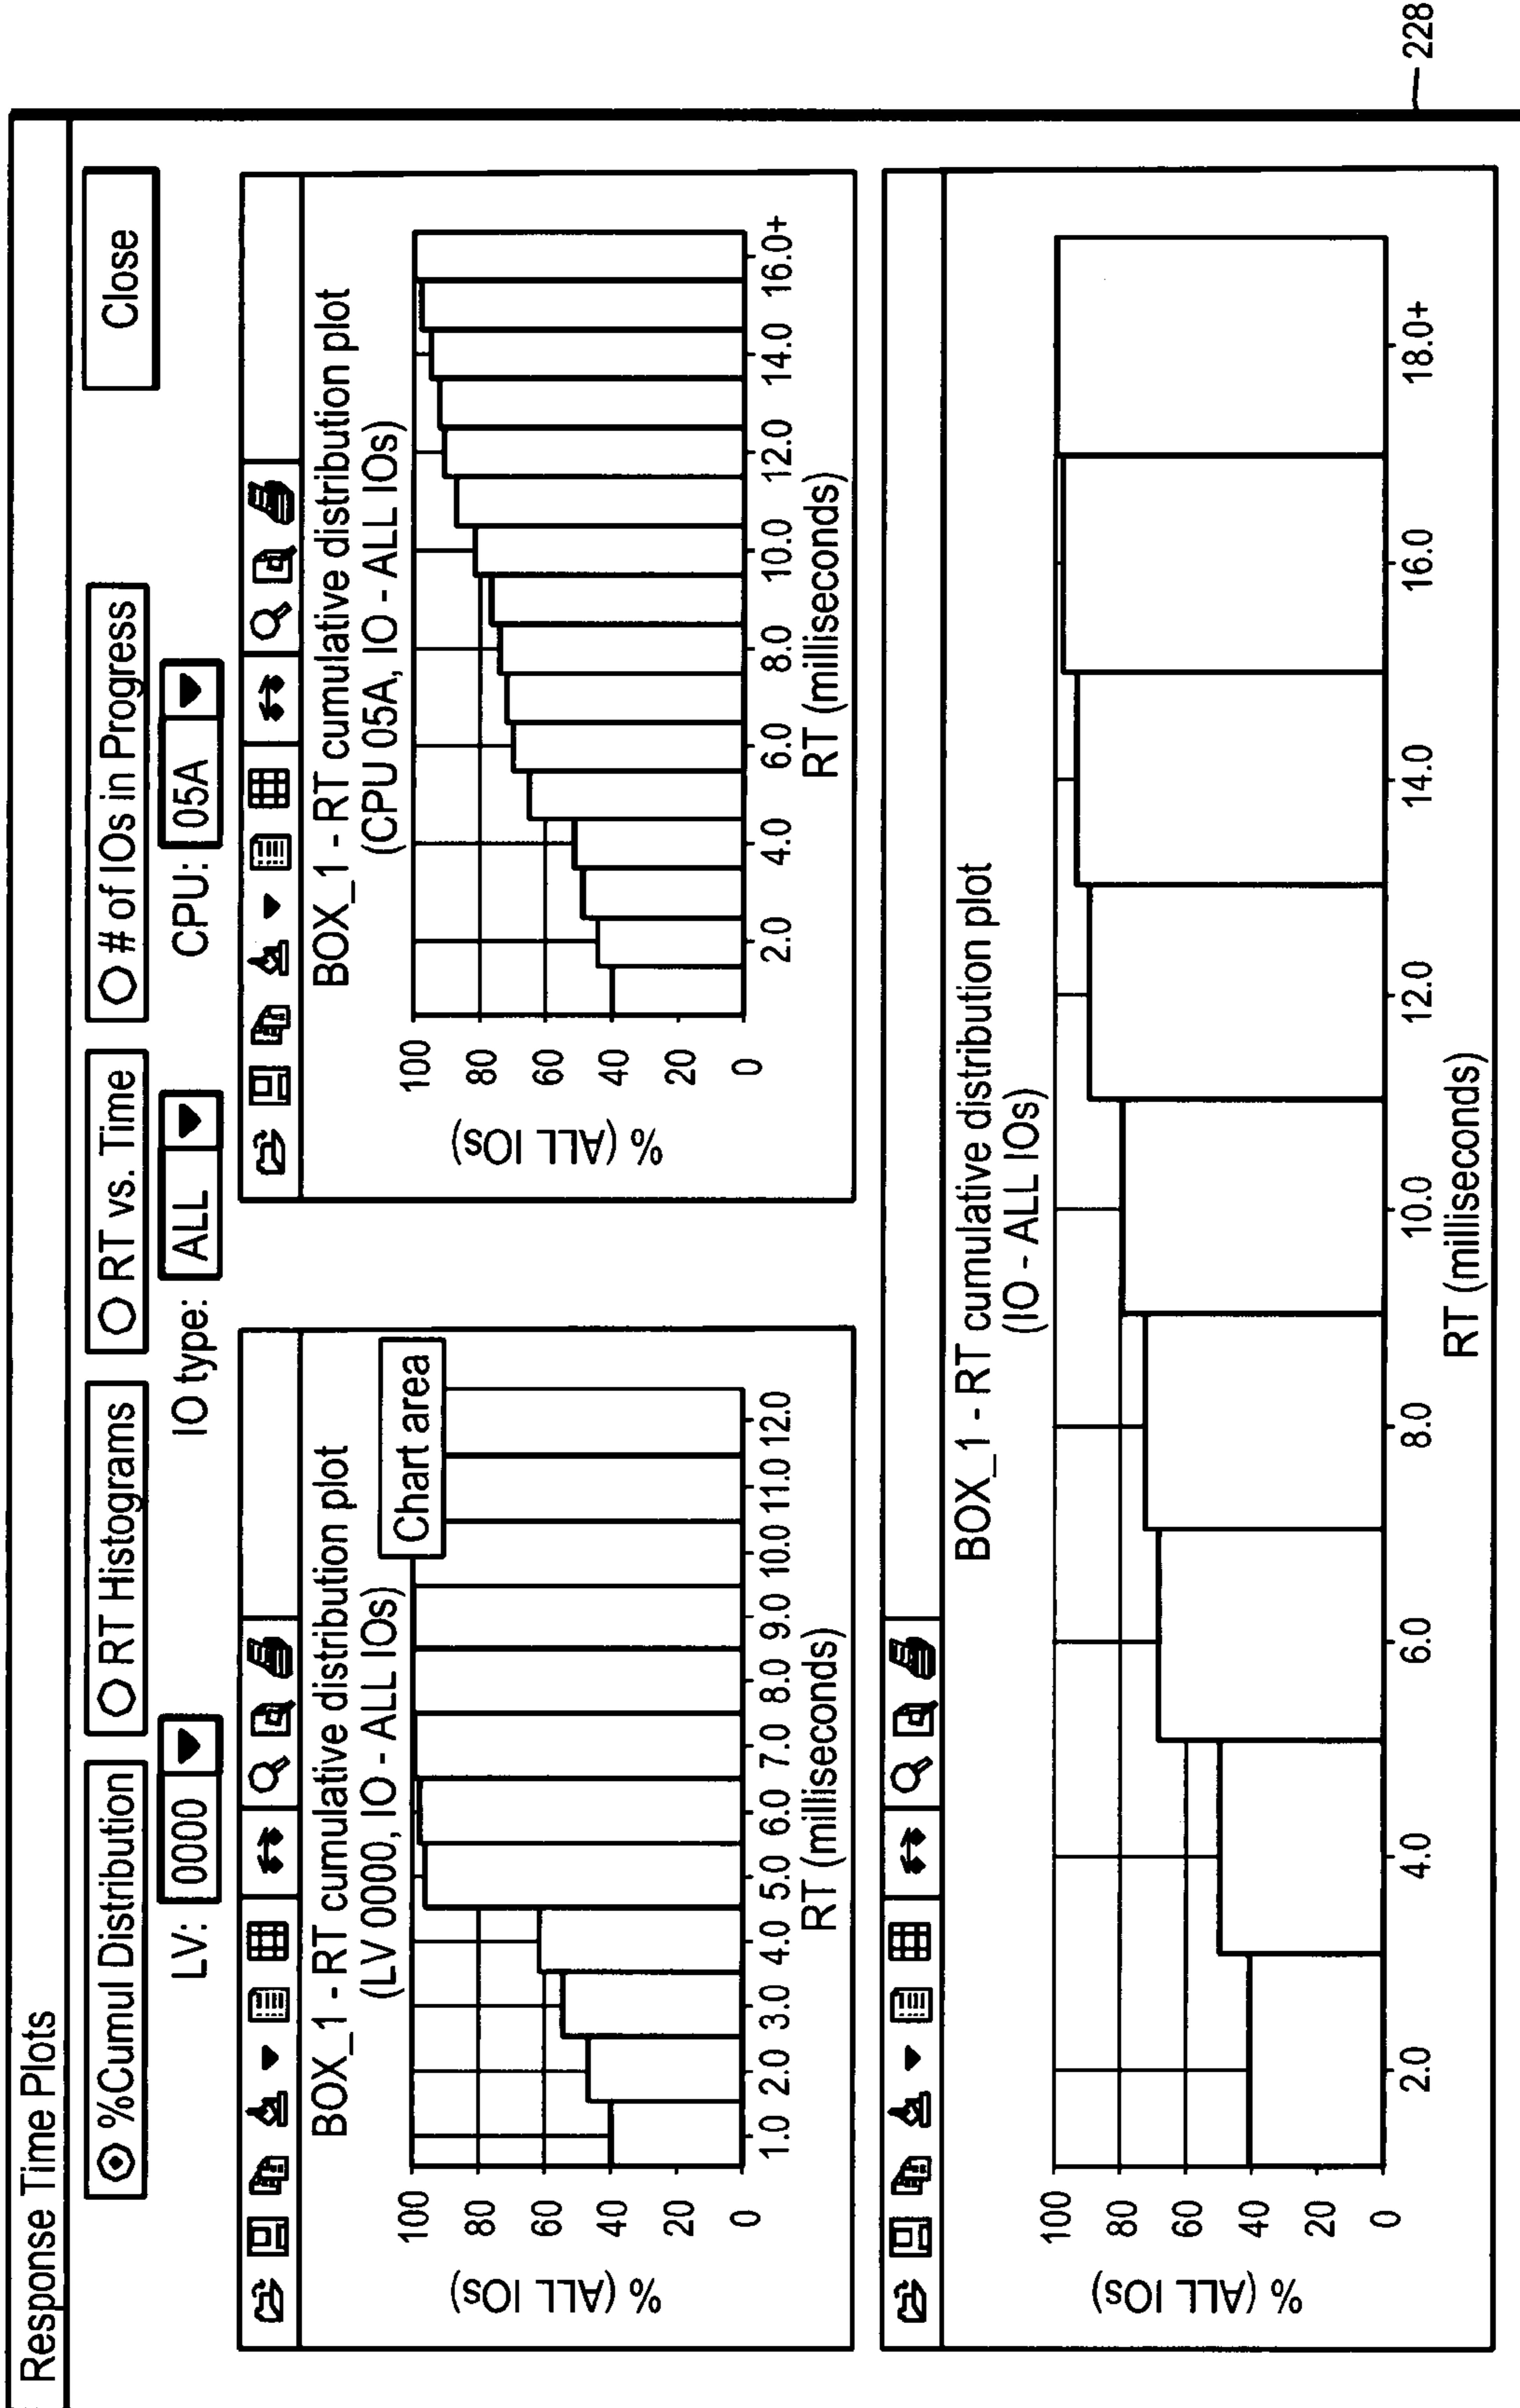 Response Time Plots
%Cumul Distribution
RT Histograms
RT vs. Time
# of IOs in Progress
Close
LV: 0000
IO type: ALL
CPU: 05A
BOX_1 - RT cumulative distribution plot
(LV 0000, IO - ALL IOs)
Chart area
% (ALL IOs)
100
80
60
40
20
0
1.0 2.0 3.0 4.0 5.0 6.0 7.0 8.0 9.0 10.0 11.0 12.0
RT (milliseconds)
BOX_1 - RT cumulative distribution plot
(CPU 05A, IO - ALL IOs)
% (ALL IOs)
100
80
60
40
20
0
2.0 4.0 6.0 8.0 10.0 12.0 14.0 16.0+
RT (milliseconds)
BOX_1 - RT cumulative distribution plot
(IO - ALL IOs)
% (ALL IOs)
100
80
60
40
20
0
2.0 4.0 6.0 8.0 10.0 12.0 14.0 16.0 18.0+
RT (milliseconds)
228